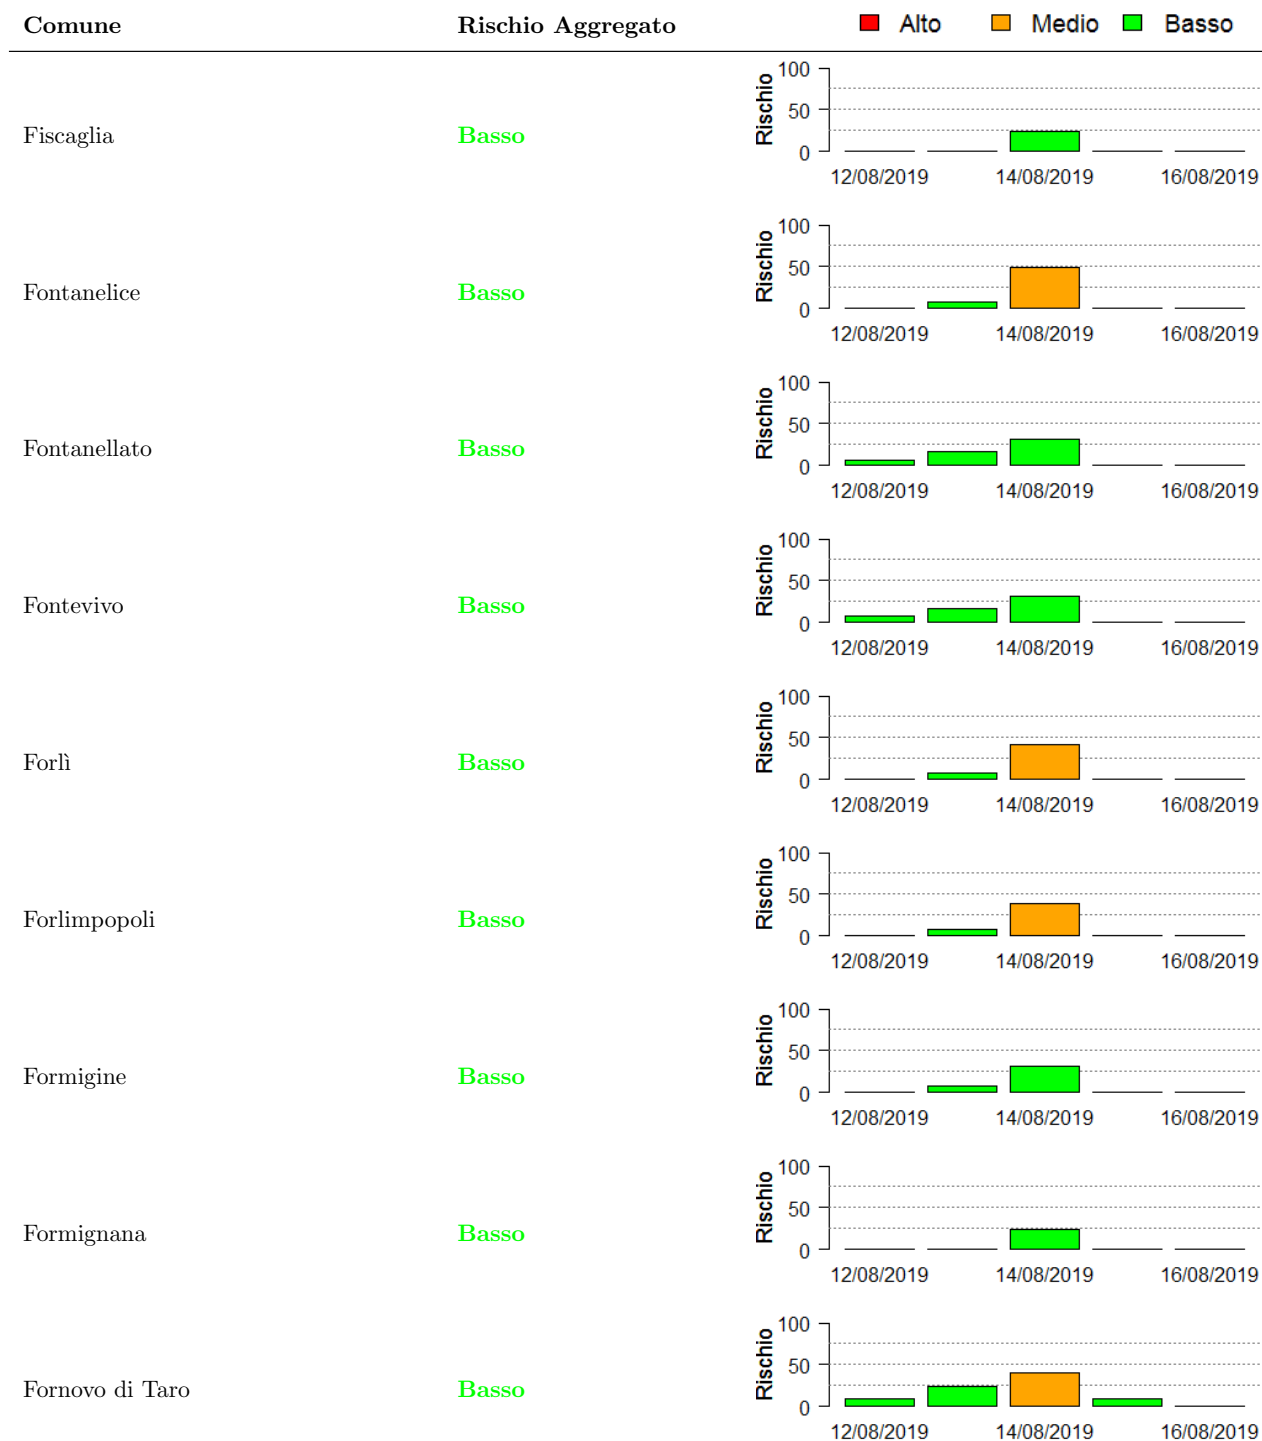 Comune Rischio Aggregato Alto Medio Basso
Fiscaglia Basso Rischio 100 50 0
12/08/2019 14/08/2019 16/08/2019
Fontanelice Basso Rischio 100 50 0
12/08/2019 14/08/2019 16/08/2019
Fontanellato Basso Rischio 100 50 0
12/08/2019 14/08/2019 16/08/2019
Fontevivo Basso Rischio 100 50 0
12/08/2019 14/08/2019 16/08/2019
Forlì Basso Rischio 100 50 0
12/08/2019 14/08/2019 16/08/2019
Forlimpopoli Basso Rischio 100 50 0
12/08/2019 14/08/2019 16/08/2019
Formigine Basso Rischio 100 50 0
12/08/2019 14/08/2019 16/08/2019
Formignana Basso Rischio 100 50 0
12/08/2019 14/08/2019 16/08/2019
Fornovo di Taro Basso Rischio 100 50 0
12/08/2019 14/08/2019 16/08/2019